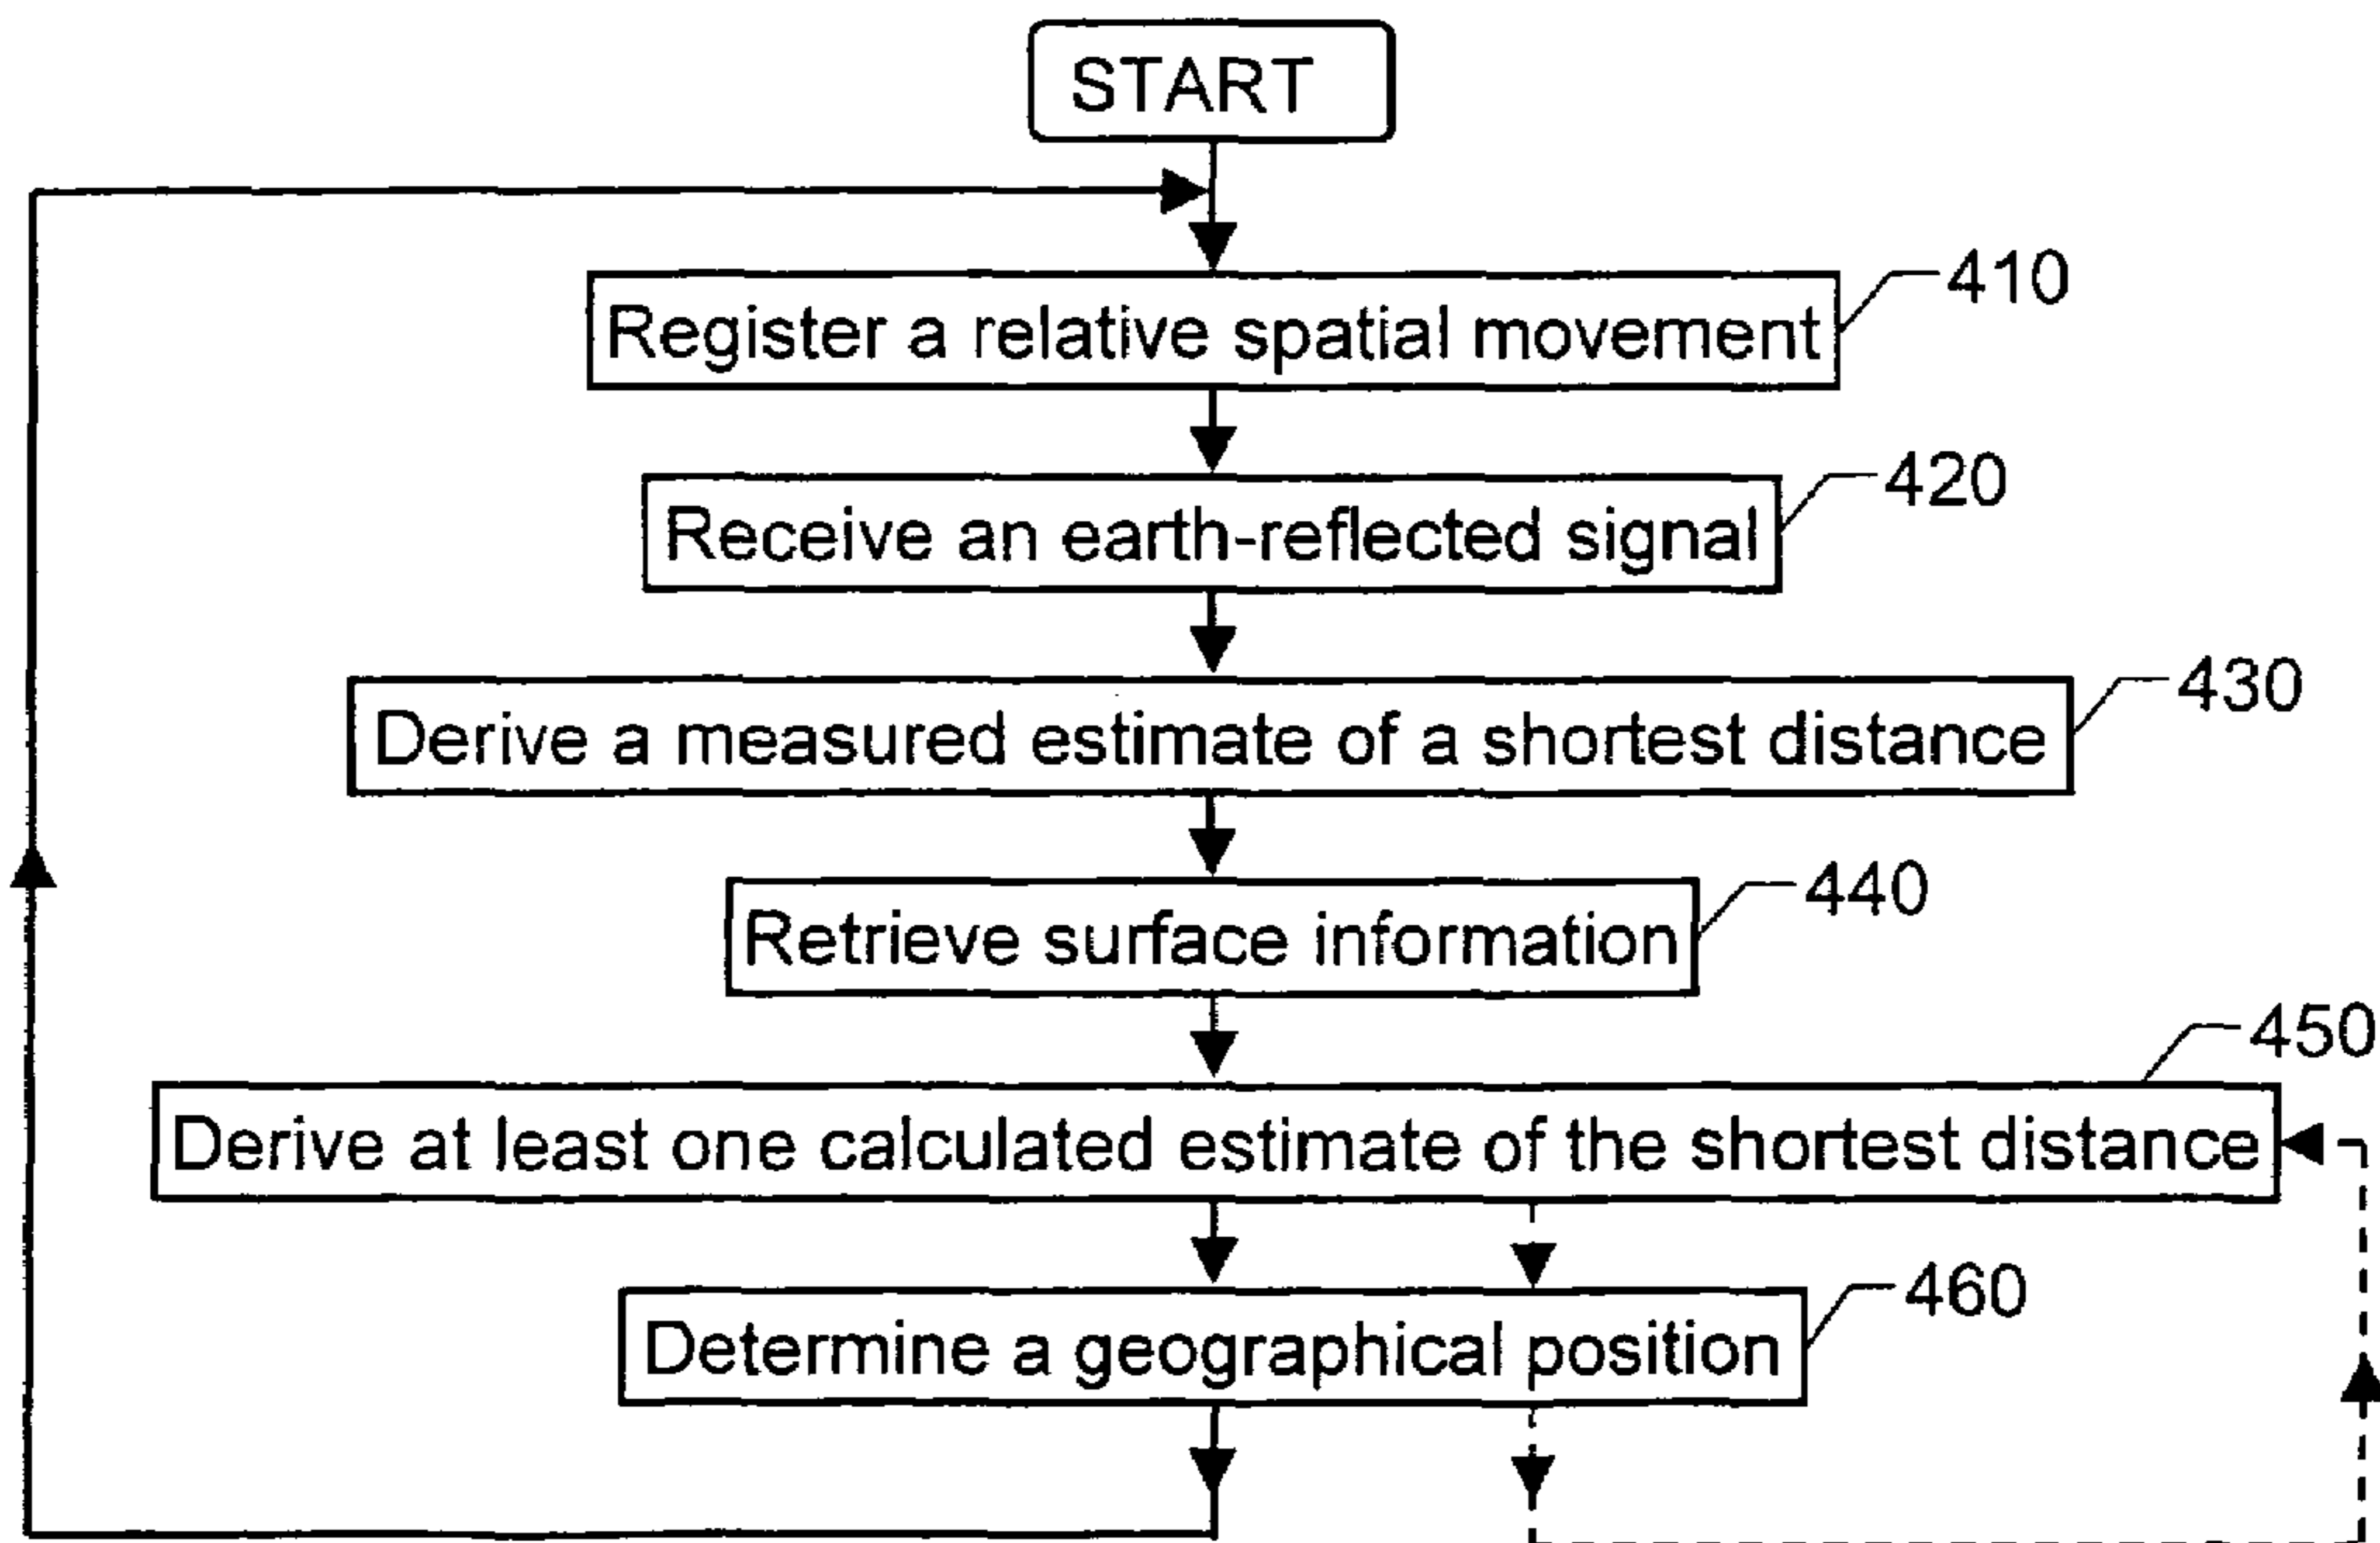 START
410
Register a relative spatial movement
420
Receive an earth-reflected signal
430
Derive a measured estimate of a shortest distance
440
Retrieve surface information
450
Derive at least one calculated estimate of the shortest distance
460
Determine a geographical position